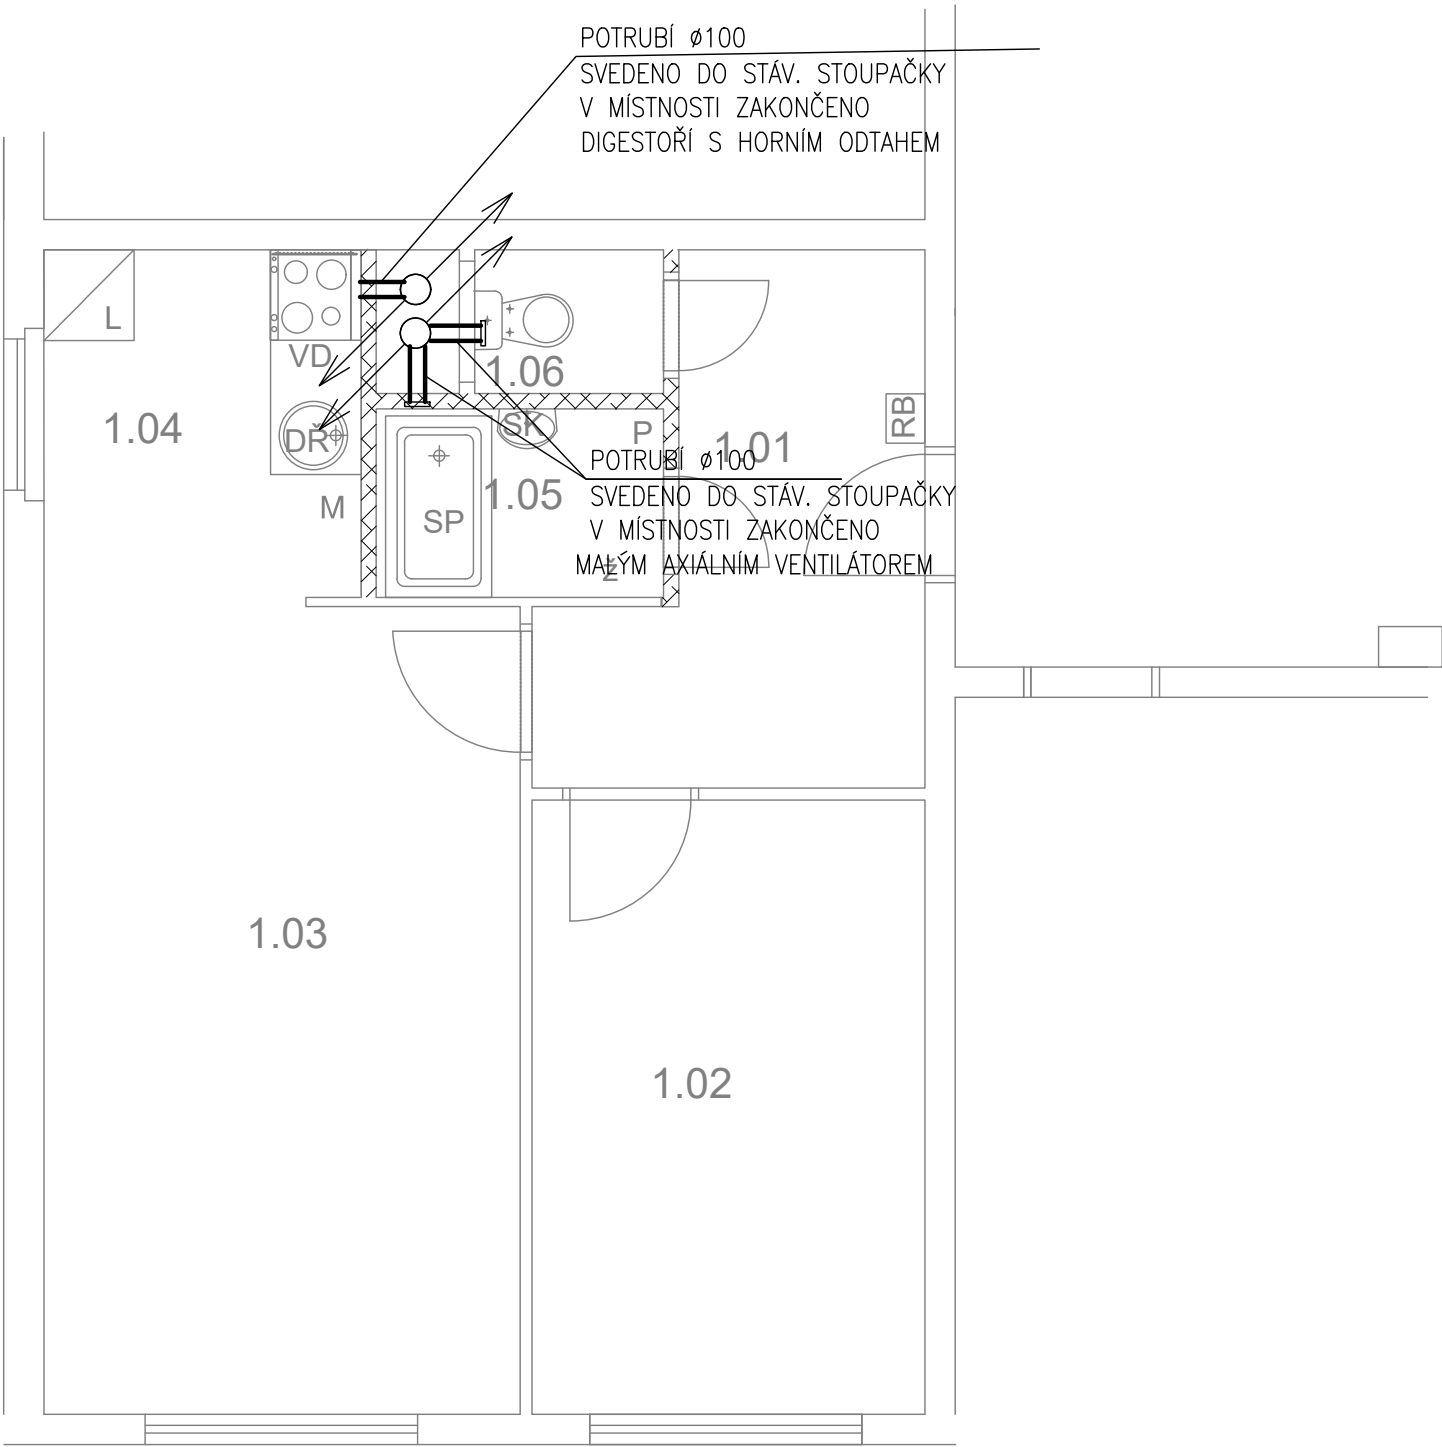 POTRUBÍ ø100
SVEDENO DO STÁV. STOUPAČKY
V MÍSTNOSTI ZAKONČENO
DIGESTOŘÍ S HORNÍM ODTAHEM
L
VD
1.06
1.04
DŘ
SK
P
1.01
RB
POTRUBÍ ø100
M
SP
1.05
SVEDENO DO STÁV. STOUPAČKY
V MÍSTNOSTI ZAKONČENO
MALÝM AXIÁLNÍM VENTILÁTOREM
Ž
1.03
1.02